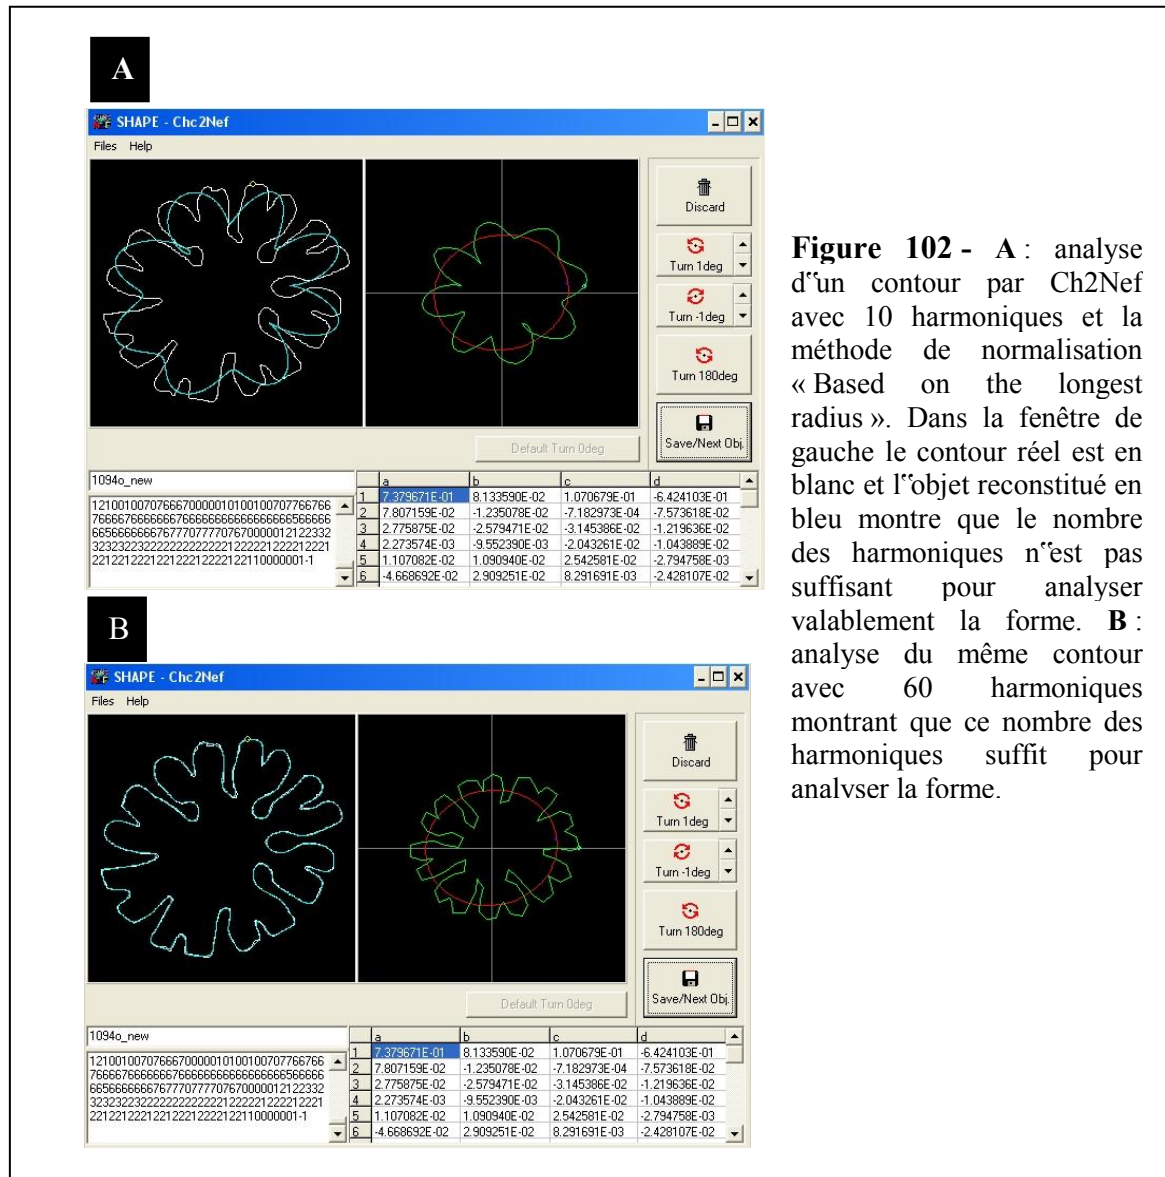 A
SHAPE - Chc2Nef
Files Help
Discard
Turn 1deg
Turn -1deg
Turn 180deg
Save/Next Obj.
Default Turn 0deg
1094o_new
a b c d
1 7.379671E-01 8.133590E-02 1.070679E-01 -6.424103E-01
2 7.807159E-02 -1.235078E-02 -7.182973E-04 -7.573618E-02
3 2.775875E-02 -2.579471E-02 -3.145386E-02 -1.219636E-02
4 2.273574E-03 -9.552390E-03 -2.043261E-02 -1.043889E-02
5 1.107082E-02 1.090940E-02 2.542581E-02 -2.794758E-03
6 -4.668692E-02 2.909251E-02 8.291691E-03 -2.428107E-02
B
SHAPE - Chc2Nef
Files Help
Discard
Turn 1deg
Turn -1deg
Turn 180deg
Save/Next Obj.
Default Turn 0deg
1094o_new
a b c d
1 7.379671E-01 8.133590E-02 1.070679E-01 -6.424103E-01
2 7.807159E-02 -1.235078E-02 -7.182973E-04 -7.573618E-02
3 2.775875E-02 -2.579471E-02 -3.145386E-02 -1.219636E-02
4 2.273574E-03 -9.552390E-03 -2.043261E-02 -1.043889E-02
5 1.107082E-02 1.090940E-02 2.542581E-02 -2.794758E-03
6 -4.668692E-02 2.909251E-02 8.291691E-03 -2.428107E-02
Figure 102 - A : analyse
d‟un contour par Ch2Nef
avec 10 harmoniques et la
méthode de normalisation
« Based on the longest
radius ». Dans la fenêtre de
gauche le contour réel est en
blanc et l‟objet reconstitué en
bleu montre que le nombre
des harmoniques n‟est pas
suffisant pour analyser
valablement la forme. B :
analyse du même contour
avec 60 harmoniques
montrant que ce nombre des
harmoniques suffit pour
analyser la forme.